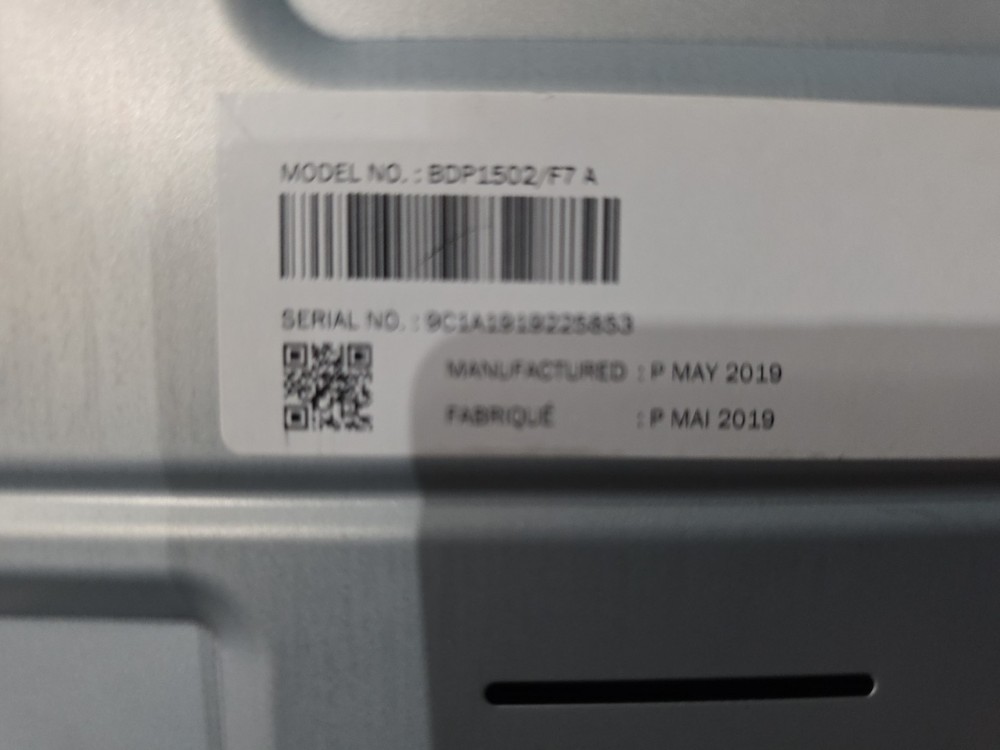 MODEL NO. : BDP1502/F7 A
SERIAL NO. : 9C1A1919225853
MANUFACTURED : P MAY 2019
FABRIQUÉ : P MAI 2019